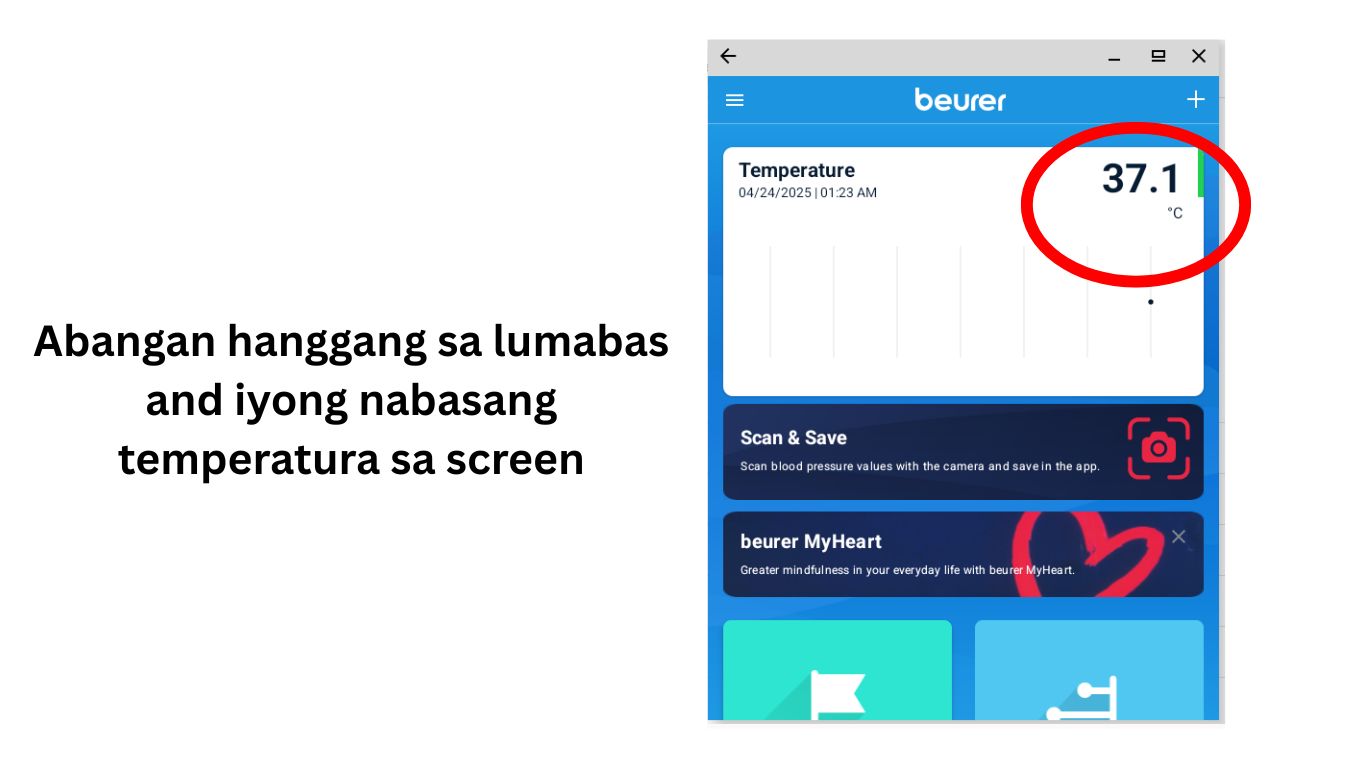 Abangan hanggang sa lumabas
and iyong nabasang
temperatura sa screen
beurer
Temperature
04/24/2025 | 01:23 AM
37.1
°C
Scan & Save
Scan blood pressure values with the camera and save in the app.
beurer MyHeart
Greater mindfulness in your everyday life with beurer MyHeart.